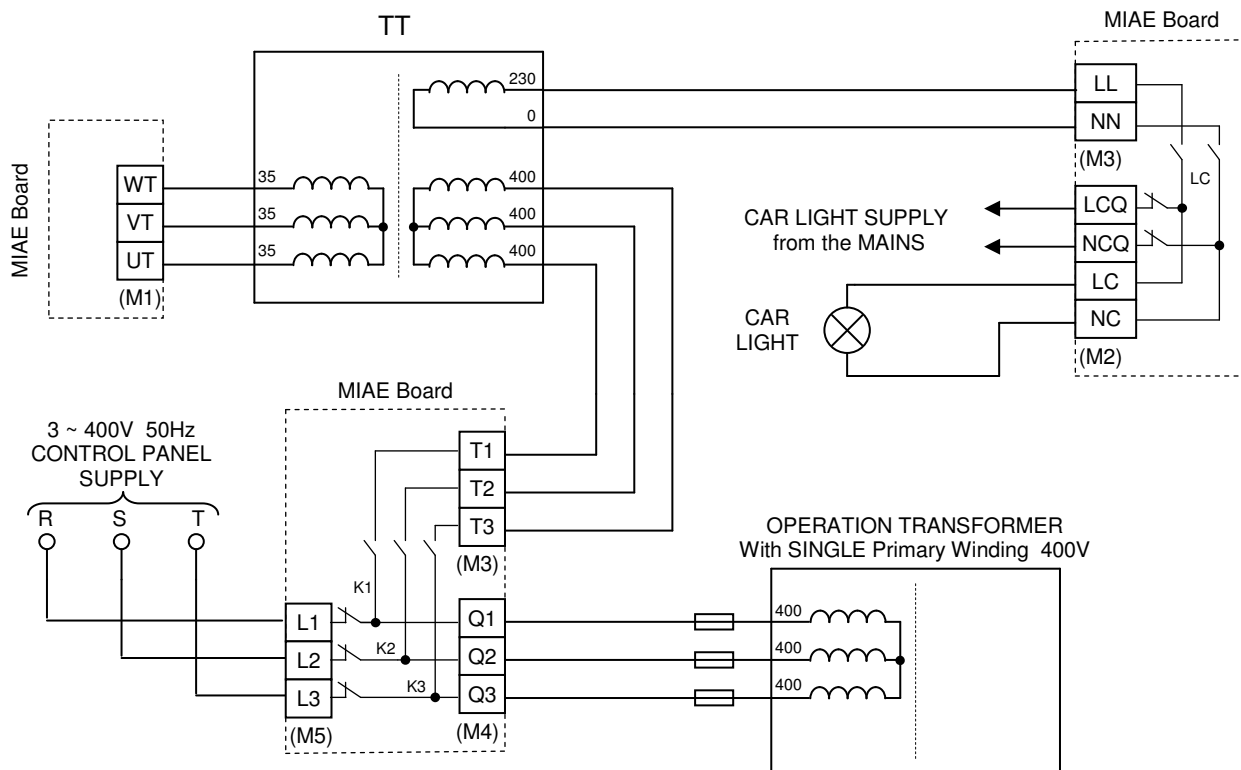 TT
MIAE Board
230
0
LL
NN
(M3)
LC
MIAE Board
WT
VT
UT
(M1)
35
35
35
400
400
400
CAR LIGHT SUPPLY
from the MAINS
LCQ
NCQ
LC
NC
(M2)
CAR
LIGHT
MIAE Board
3 ~ 400V 50Hz
CONTROL PANEL
SUPPLY
R S T
T1
T2
T3
(M3)
K1
K2
K3
L1
L2
L3
(M5)
Q1
Q2
Q3
(M4)
OPERATION TRANSFORMER
With SINGLE Primary Winding 400V
400
400
400